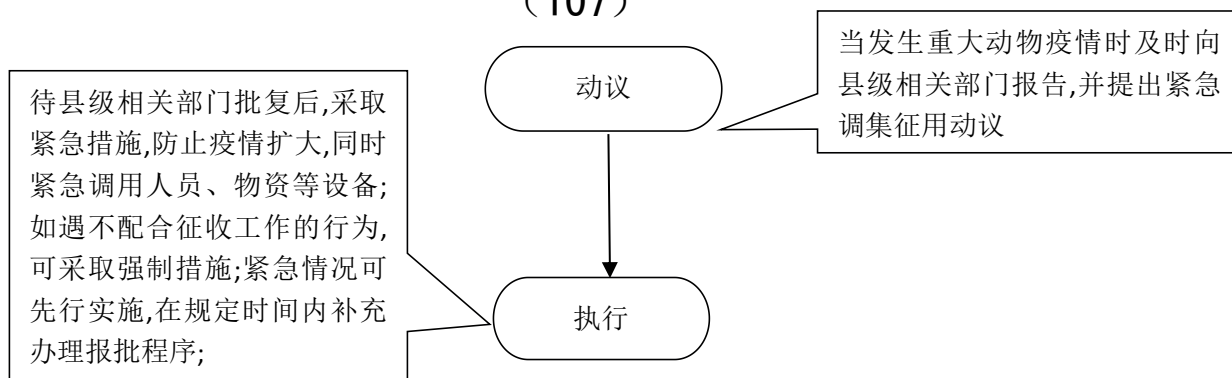 （107）
动议
当发生重大动物疫情时及时向
县级相关部门报告,并提出紧急
调集征用动议
待县级相关部门批复后,采取
紧急措施,防止疫情扩大,同时
紧急调用人员、物资等设备;
如遇不配合征收工作的行为,
可采取强制措施;紧急情况可
先行实施,在规定时间内补充
办理报批程序;
执行